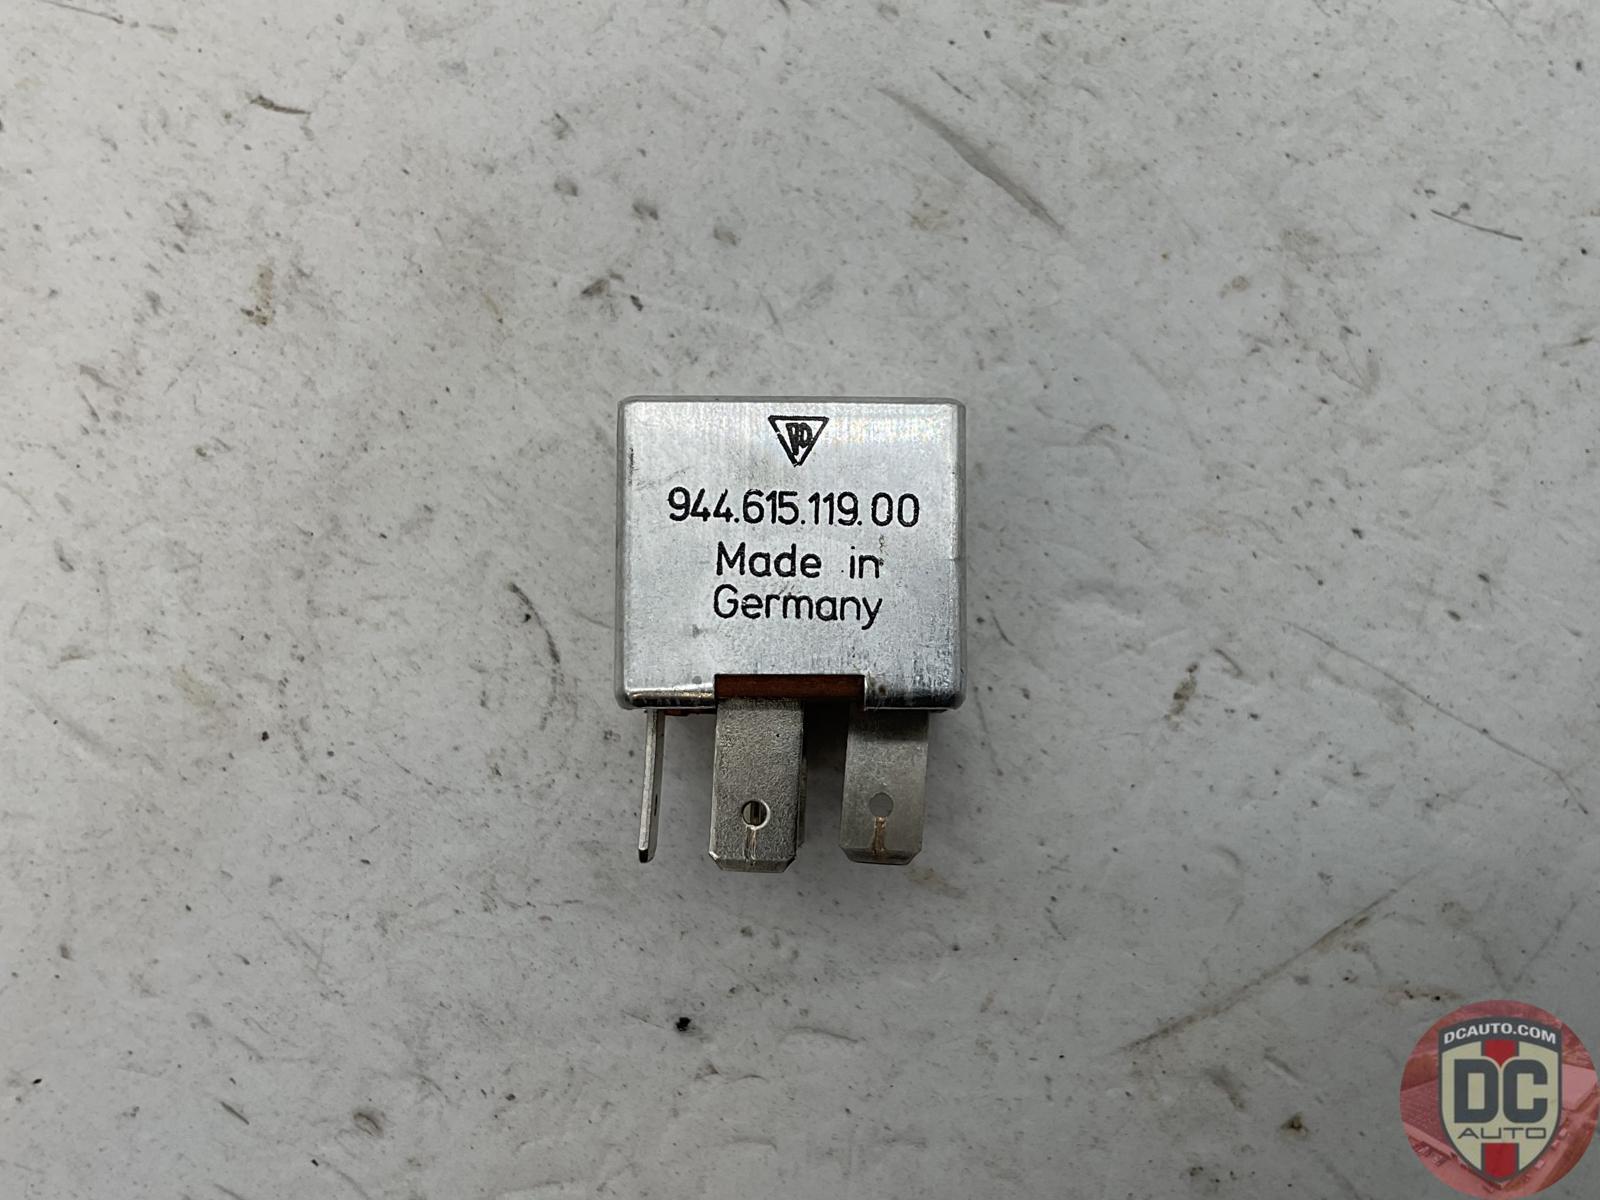 944.615.119.00
Made in
Germany
DCAUTO.COM
DC
AUTO